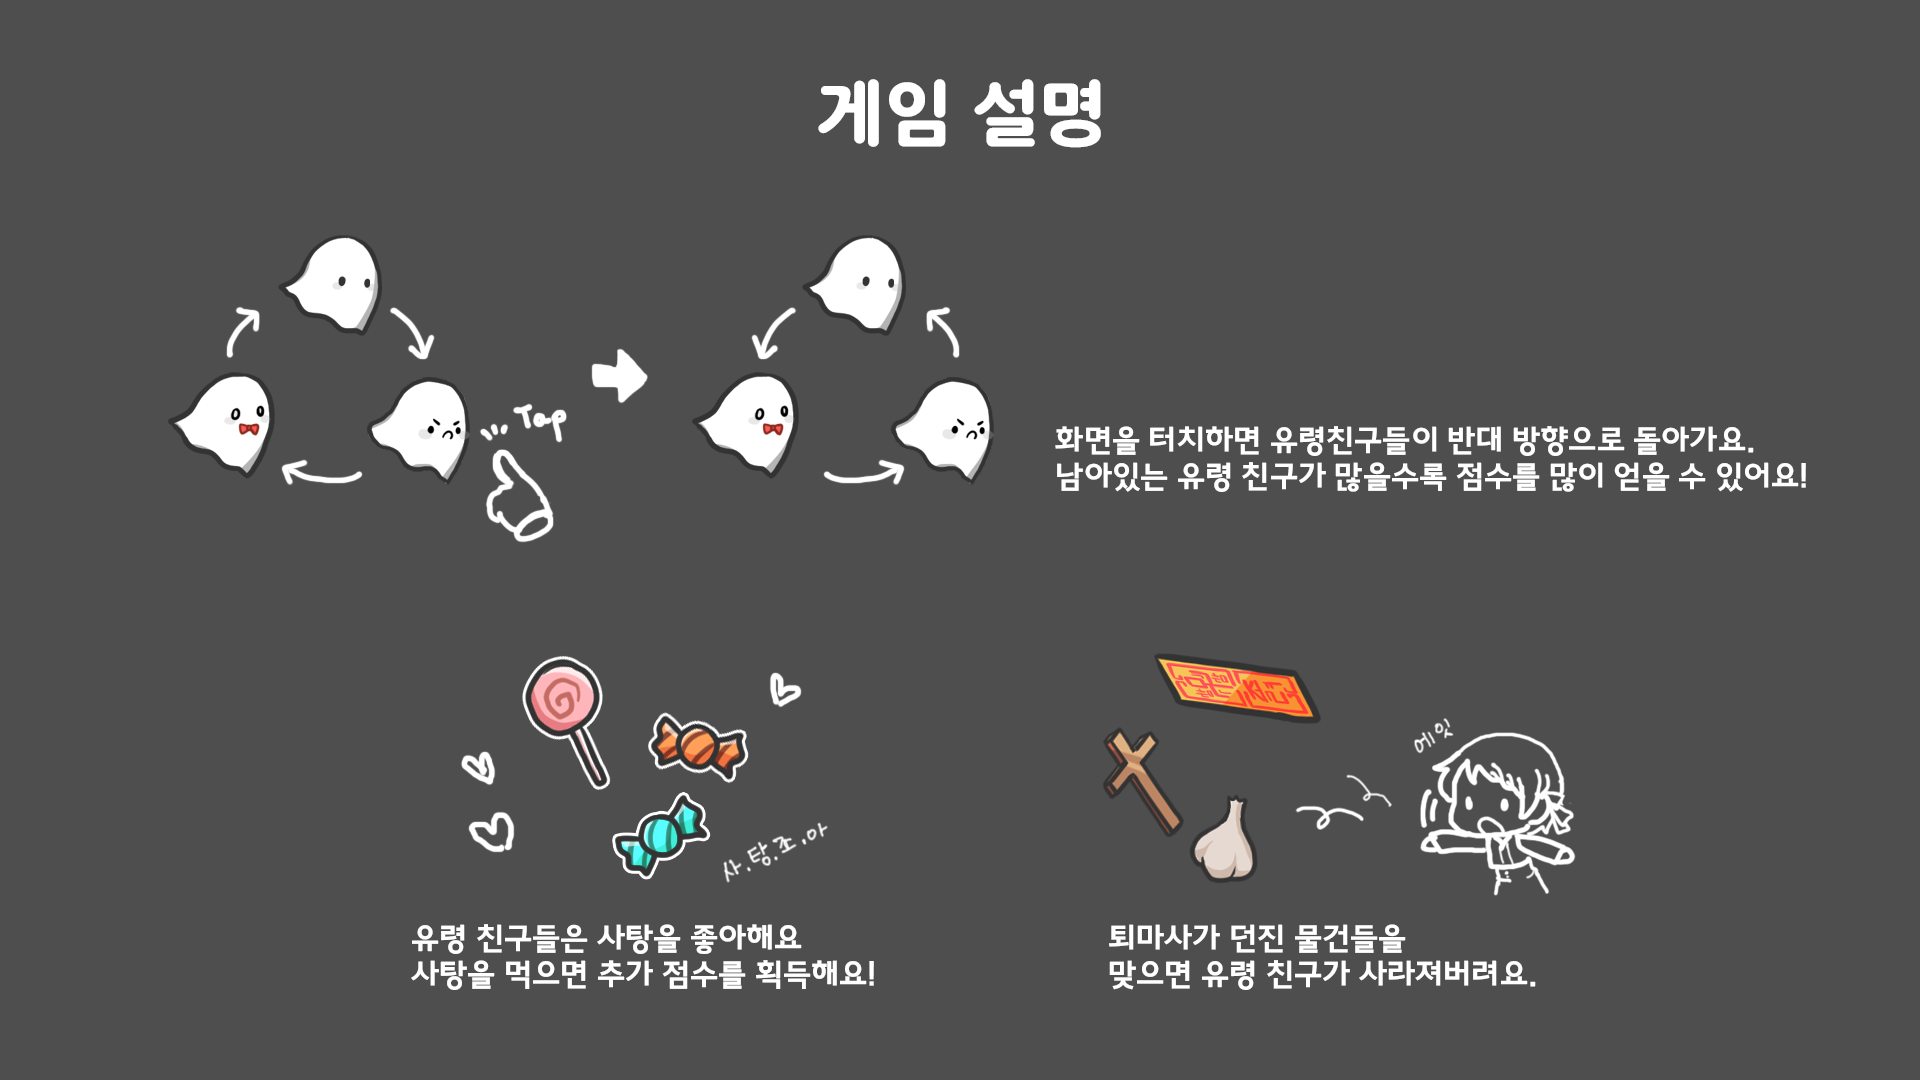 게임 설명
Tap
화면을 터치하면 유령친구들이 반대 방향으로 돌아가요.
남아있는 유령 친구가 많을수록 점수를 많이 얻을 수 있어요!
사.탕.조.아
유령 친구들은 사탕을 좋아해요
사탕을 먹으면 추가 점수를 획득해요!
에잇
퇴마사가 던진 물건들을
맞으면 유령 친구가 사라져버려요.